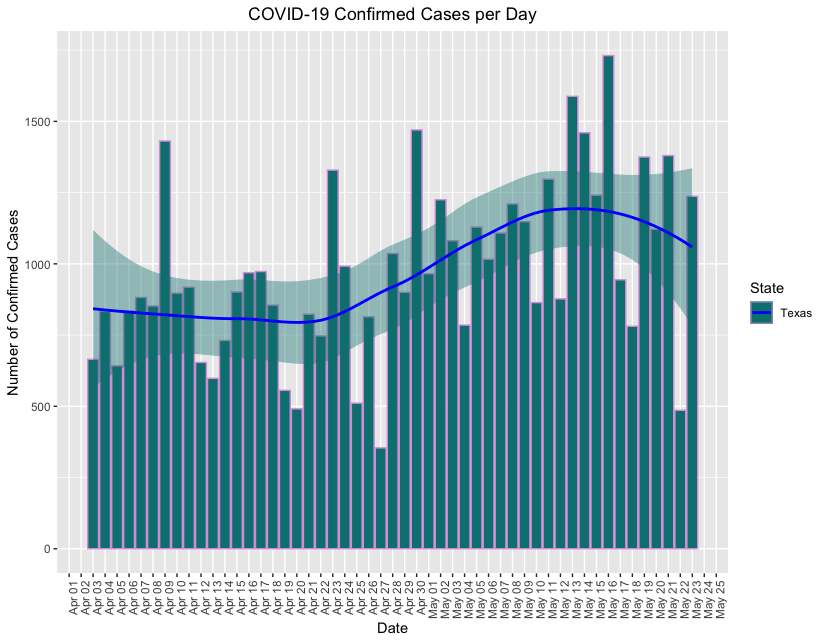 COVID-19 Confirmed Cases per Day
Number of Confirmed Cases
1500
1000
500
0
Apr 01
Apr 02
Apr 03
Apr 04
Apr 05
Apr 06
Apr 07
Apr 08
Apr 09
Apr 10
Apr 11
Apr 12
Apr 13
Apr 14
Apr 15
Apr 16
Apr 17
Apr 18
Apr 19
Apr 20
Apr 21
Apr 22
Apr 23
Apr 24
Apr 25
Apr 26
Apr 27
Apr 28
Apr 29
Apr 30
May 01
May 02
May 03
May 04
May 05
May 06
May 07
May 08
May 09
May 10
May 11
May 12
May 13
May 14
May 15
May 16
May 17
May 18
May 19
May 20
May 21
May 22
May 23
May 24
May 25
Date
State
Texas